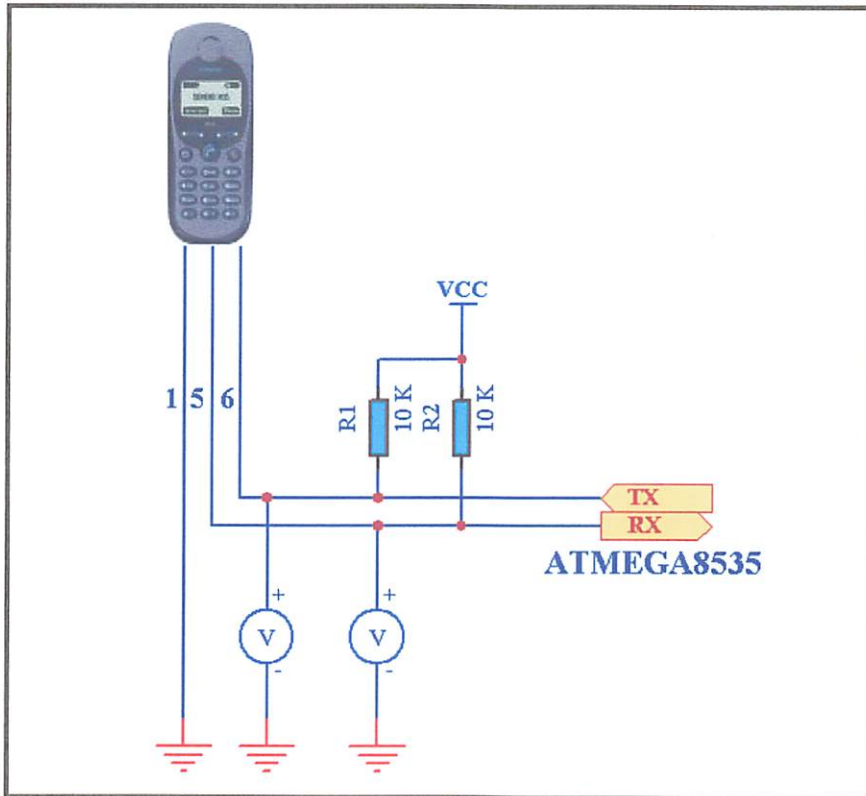 VCC
1 5 6
R1
10 K
R2
10 K
TX
RX
ATMEGA8535
+
+
V
V
-
-